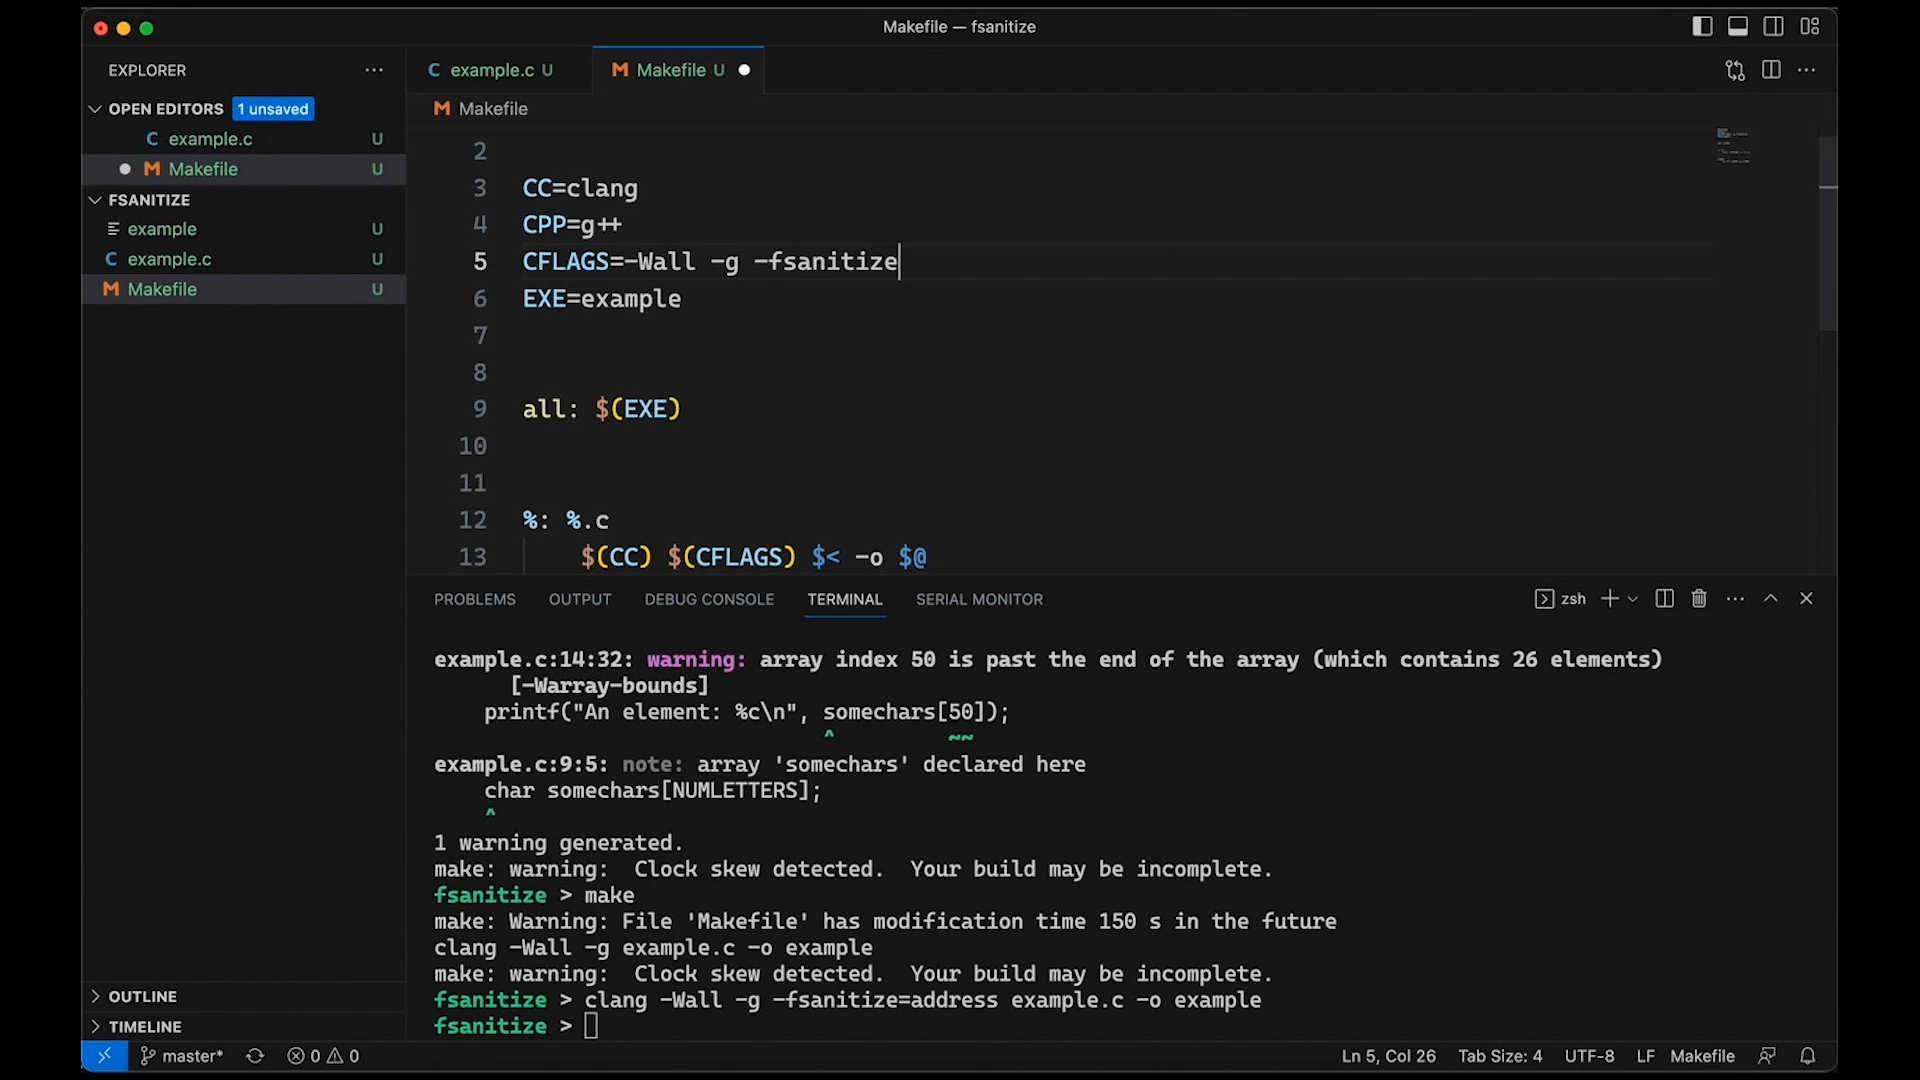 Makefile — fsanitize
EXPLORER
OPEN EDITORS 1 unsaved
example.c U
Makefile U
FSANITIZE
example U
example.c U
Makefile U
OUTLINE
TIMELINE
example.c U
Makefile U
Makefile
2
3 CC=clang
4 CPP=g++
5 CFLAGS=-Wall -g -fsanitize
6 EXE=example
7
8
9 all: $(EXE)
10
11
12 %: %.c
13 $(CC) $(CFLAGS) $< -o $@
PROBLEMS OUTPUT DEBUG CONSOLE TERMINAL SERIAL MONITOR zsh
example.c:14:32: warning: array index 50 is past the end of the array (which contains 26 elements)
[-Warray-bounds]
printf("An element: %c\n", somechars[50]);
^ ~~
example.c:9:5: note: array 'somechars' declared here
char somechars[NUMLETTERS];
^
1 warning generated.
make: warning:  Clock skew detected.  Your build may be incomplete.
fsanitize > make
make: Warning: File 'Makefile' has modification time 150 s in the future
clang -Wall -g example.c -o example
make: warning:  Clock skew detected.  Your build may be incomplete.
fsanitize > clang -Wall -g -fsanitize=address example.c -o example
fsanitize >
master* 0 0 Ln 5, Col 26 Tab Size: 4 UTF-8 LF Makefile